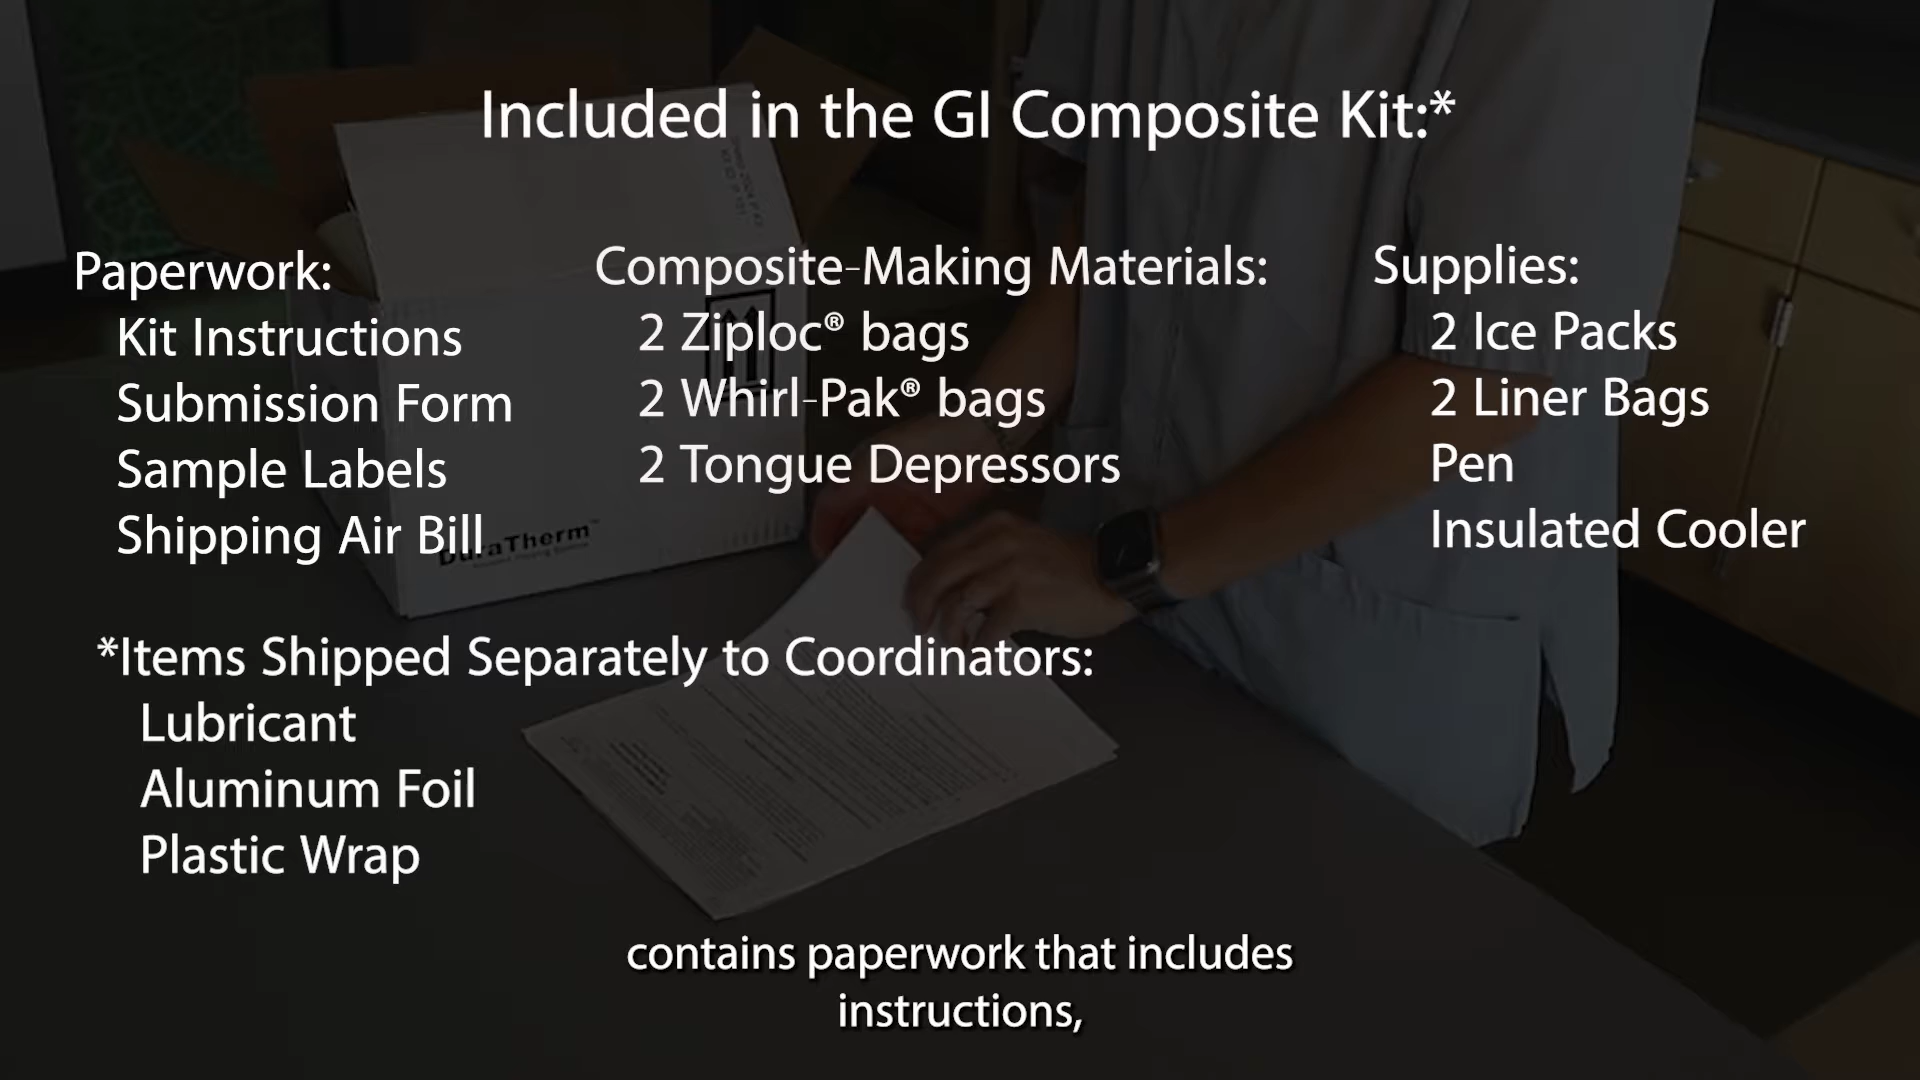 Included in the GI Composite Kit:*
Paperwork:
Kit Instructions
Submission Form
Sample Labels
Shipping Air Bill
Composite-Making Materials:
2 Ziploc® bags
2 Whirl-Pak® bags
2 Tongue Depressors
Supplies:
2 Ice Packs
2 Liner Bags
Pen
Insulated Cooler
*Items Shipped Separately to Coordinators:
Lubricant
Aluminum Foil
Plastic Wrap
DuraTherm™
contains paperwork that includes
instructions,